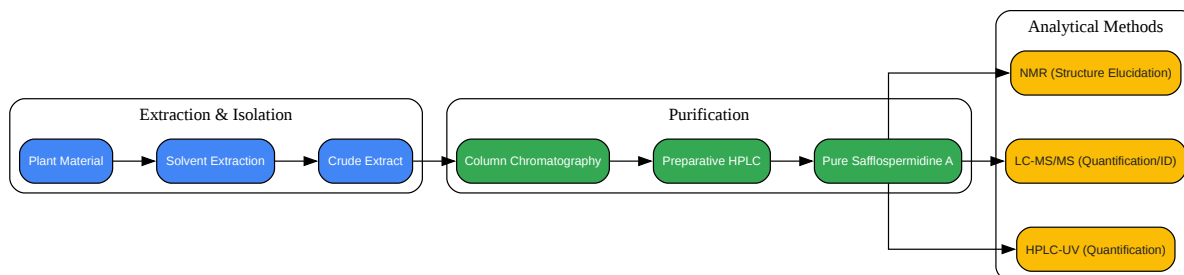 Analytical Methods
NMR (Structure Elucidation)
Extraction & Isolation
Purification
Plant Material
Solvent Extraction
Crude Extract
Column Chromatography
Preparative HPLC
Pure Safflospermidine A
LC-MS/MS (Quantification/ID)
HPLC-UV (Quantification)